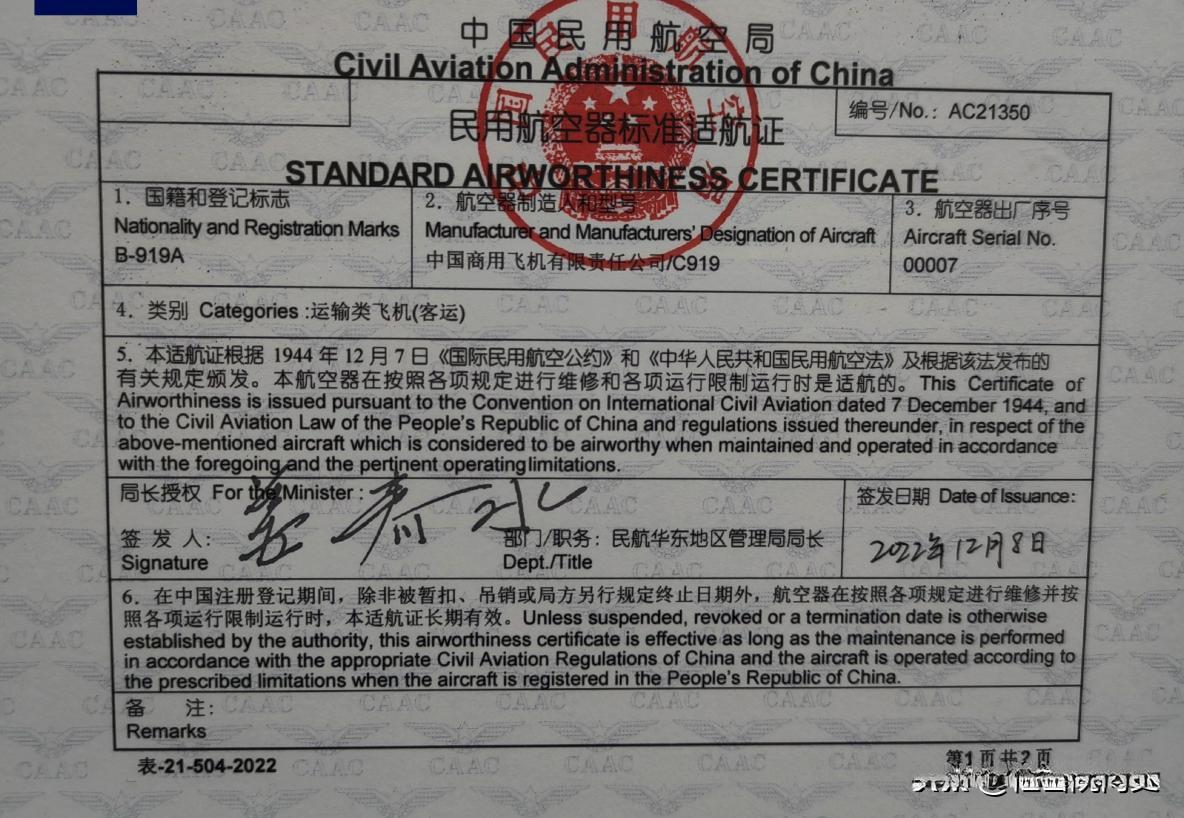 中国民用航空局
Civil Aviation Administration of China
编号/No.: AC21350
民用航空器标准适航证
STANDARD AIRWORTHINESS CERTIFICATE
1. 国籍和登记标志
Nationality and Registration Marks
B-919A
2. 航空器制造人和型号
Manufacturer and Manufacturers' Designation of Aircraft
中国商用飞机有限责任公司/C919
3. 航空器出厂序号
Aircraft Serial No.
00007
4. 类别 Categories :运输类飞机(客运)
5. 本适航证根据 1944 年 12 月 7 日《国际民用航空公约》和《中华人民共和国民用航空法》及根据该法发布的
有关规定颁发。本航空器在按照各项规定进行维修和各项运行限制运行时是适航的。This Certificate of
Airworthiness is issued pursuant to the Convention on International Civil Aviation dated 7 December 1944, and
to the Civil Aviation Law of the People's Republic of China and regulations issued thereunder, in respect of the
above-mentioned aircraft which is considered to be airworthy when maintained and operated in accordance
with the foregoing and the pertinent operating limitations.
局长授权 For the Minister :
签 发 人:
Signature
部门/职务: 民航华东地区管理局局长
Dept./Title
签发日期 Date of Issuance:
2022年12月8日
6. 在中国注册登记期间，除非被暂扣、吊销或局方另行规定终止日期外，航空器在按照各项规定进行维修并按
照各项运行限制运行时，本适航证长期有效。Unless suspended, revoked or a termination date is otherwise
established by the authority, this airworthiness certificate is effective as long as the maintenance is performed
in accordance with the appropriate Civil Aviation Regulations of China and the aircraft is operated according to
the prescribed limitations when the aircraft is registered in the People's Republic of China.
备 注:
Remarks
表-21-504-2022
第1页共2页